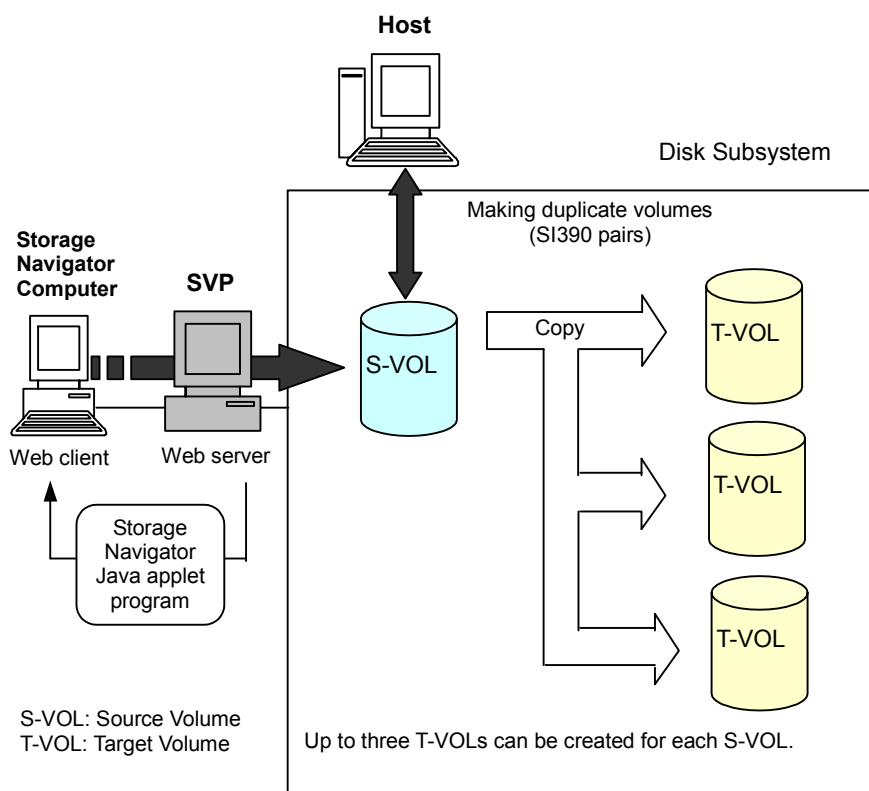 Host
Disk Subsystem
Making duplicate volumes
(SI390 pairs)
Storage
Navigator
Computer
SVP
S-VOL
Copy
T-VOL
T-VOL
T-VOL
Web client
Web server
Storage
Navigator
Java applet
program
S-VOL: Source Volume
T-VOL: Target Volume
Up to three T-VOLs can be created for each S-VOL.